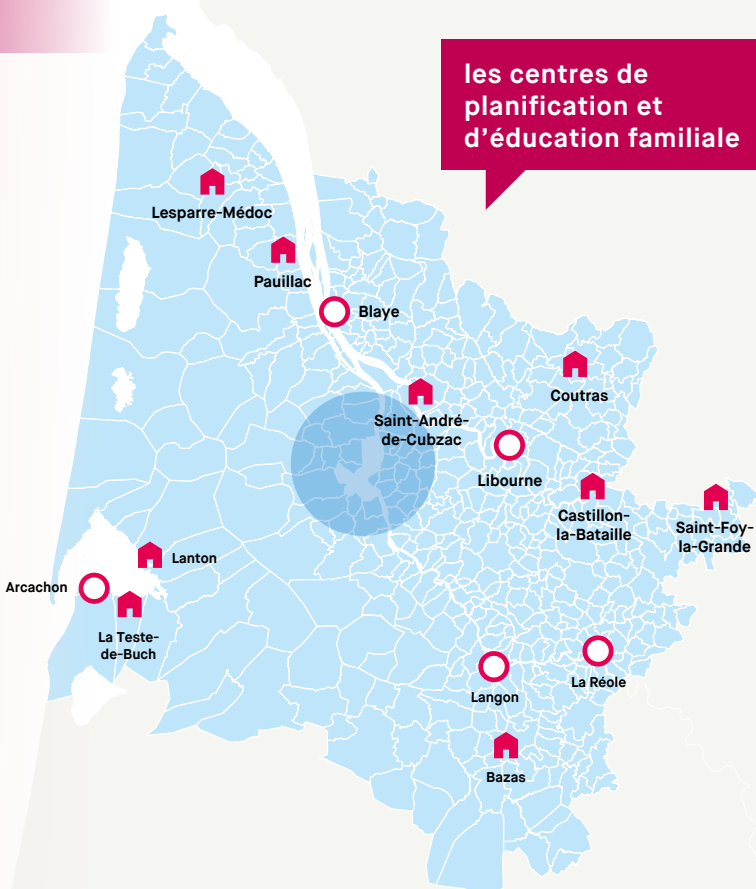 les centres de
planification et
d'éducation familiale
Lesparre-Médoc
Pauillac
Blaye
Coutras
Saint-André-
de-Cubzac
Libourne
Castillon-
la-Bataille
Saint-Foy-
la-Grande
Lanton
Arcachon
La Teste-
de-Buch
La Réole
Langon
Bazas